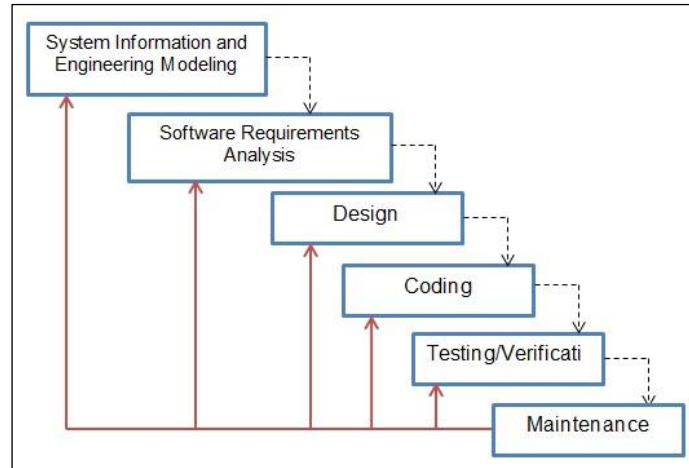 System Information and
Engineering Modeling
Software Requirements
Analysis
Design
Coding
Testing/Verificati
Maintenance